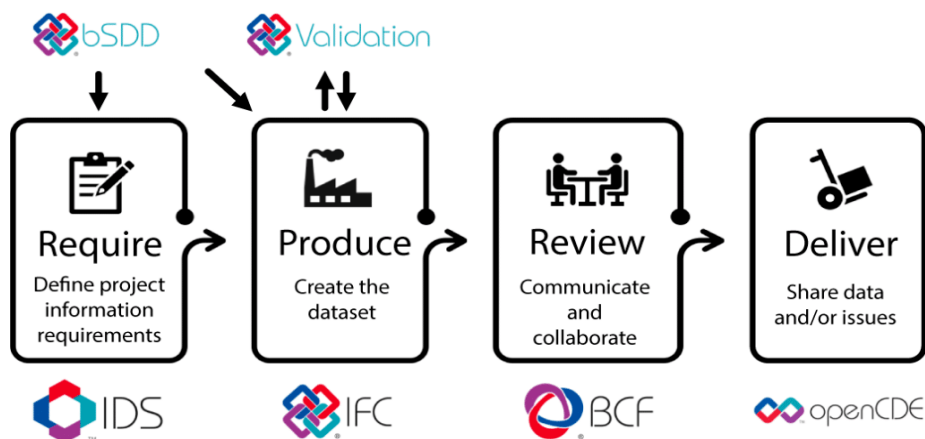 bSDD
Validation
Require
Define project
information
requirements
Produce
Create the
dataset
Review
Communicate
and
collaborate
Deliver
Share data
and/or issues
IDS
IFC
BCF
openCDE